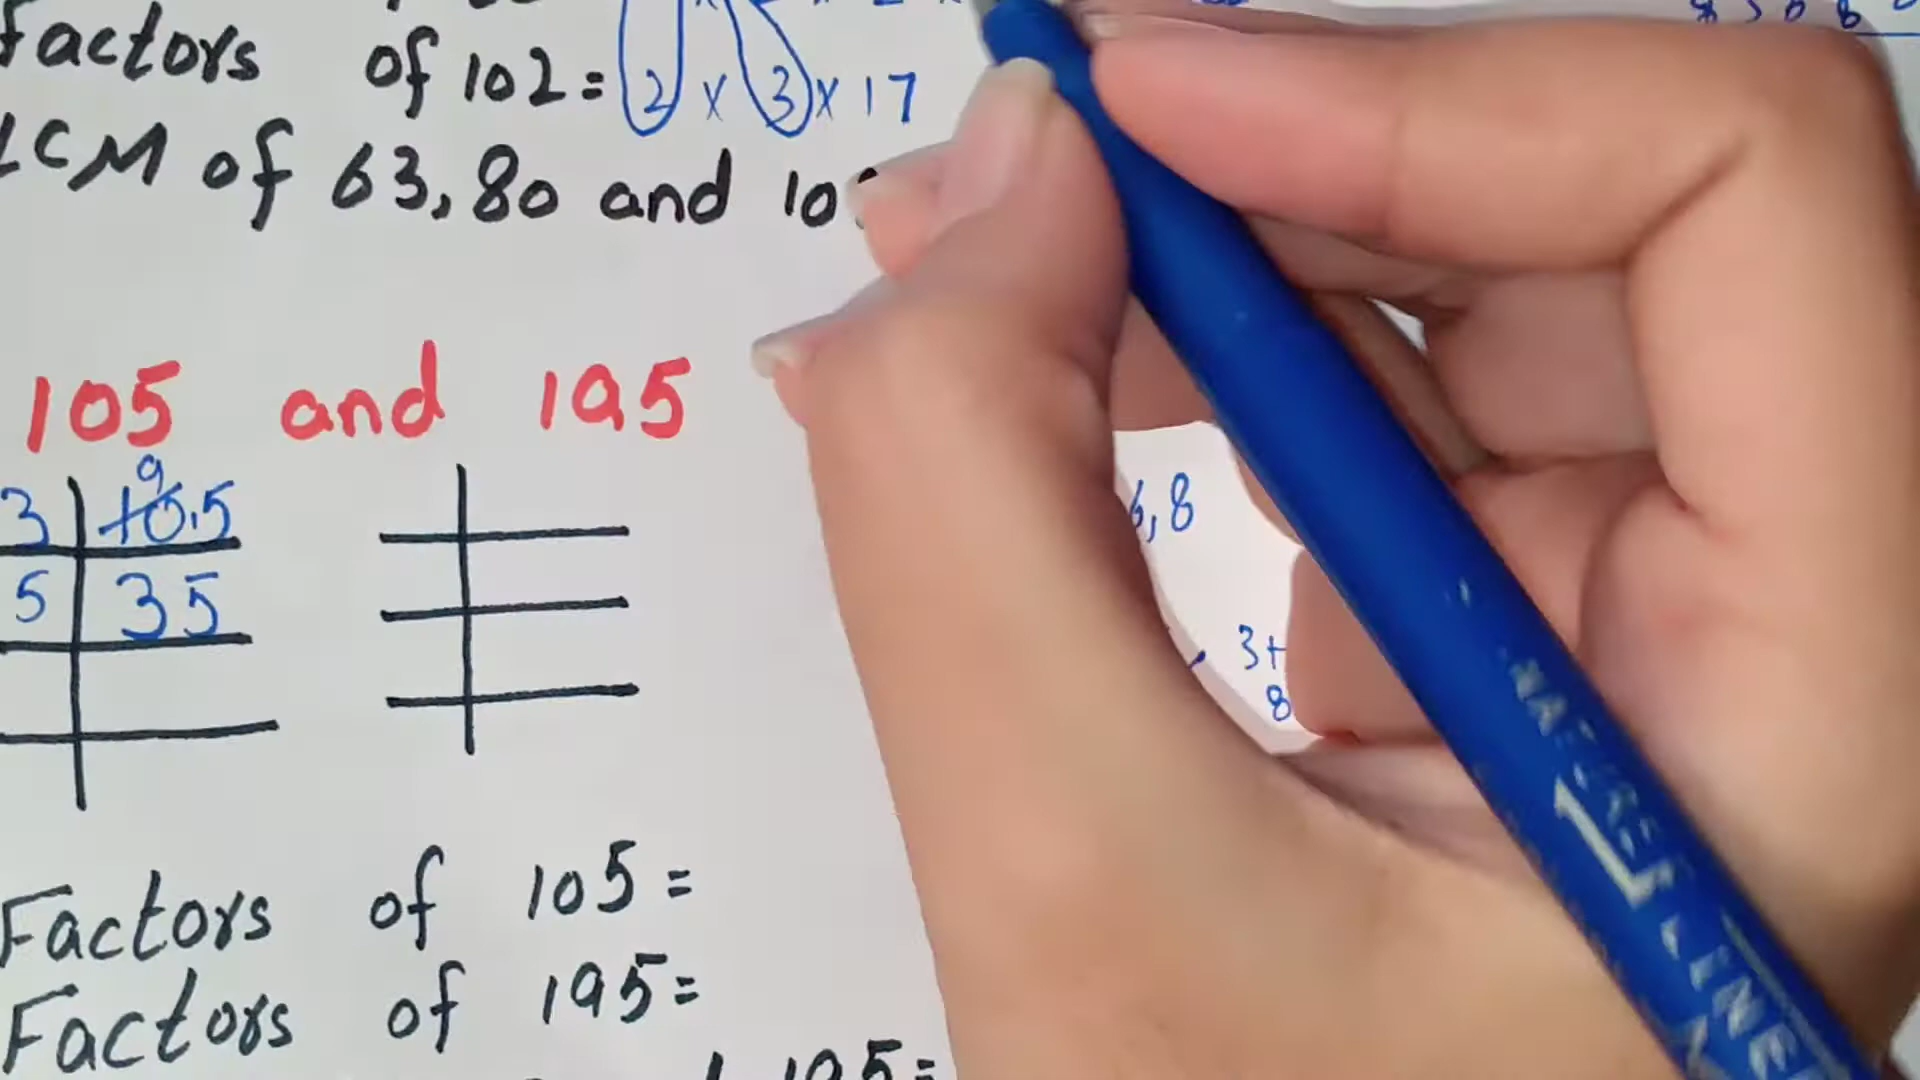 Factors of 102 = 2 x 3 x 17
LCM of 63, 80 and 10
105 and 195
3 105
9
5 35
6, 8
3+
8
Factors of 105 =
Factors of 195 =
195 =